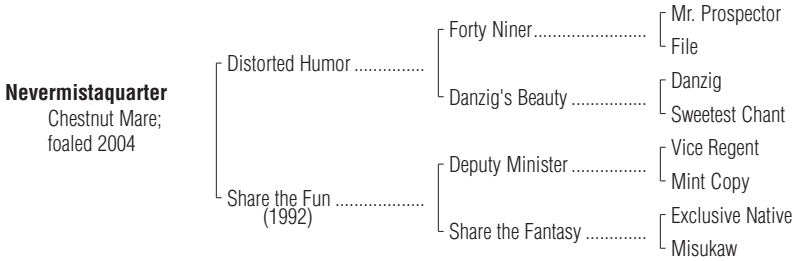 Nevermistaquarter
Chestnut Mare;
foaled 2004
Distorted Humor ...............
Share the Fun ...................
(1992)
Forty Niner........................
Danzig's Beauty ................
Deputy Minister ................
Share the Fantasy .............
Mr. Prospector
File
Danzig
Sweetest Chant
Vice Regent
Mint Copy
Exclusive Native
Misukaw